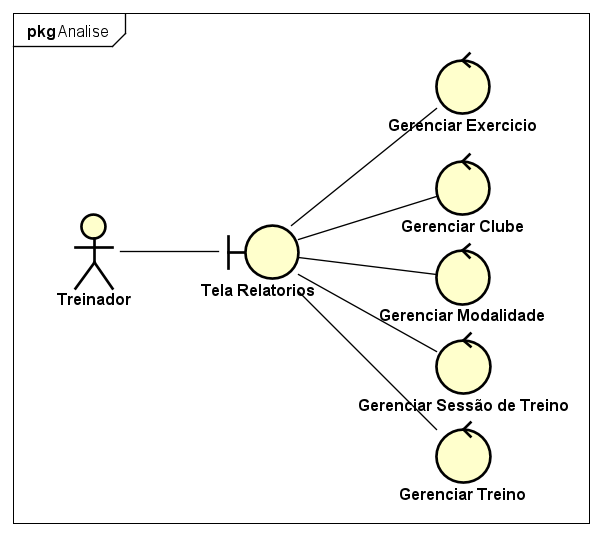 pkg Analise
Gerenciar Exercicio
Gerenciar Clube
Treinador
Tela Relatorios
Gerenciar Modalidade
Gerenciar Sessão de Treino
Gerenciar Treino